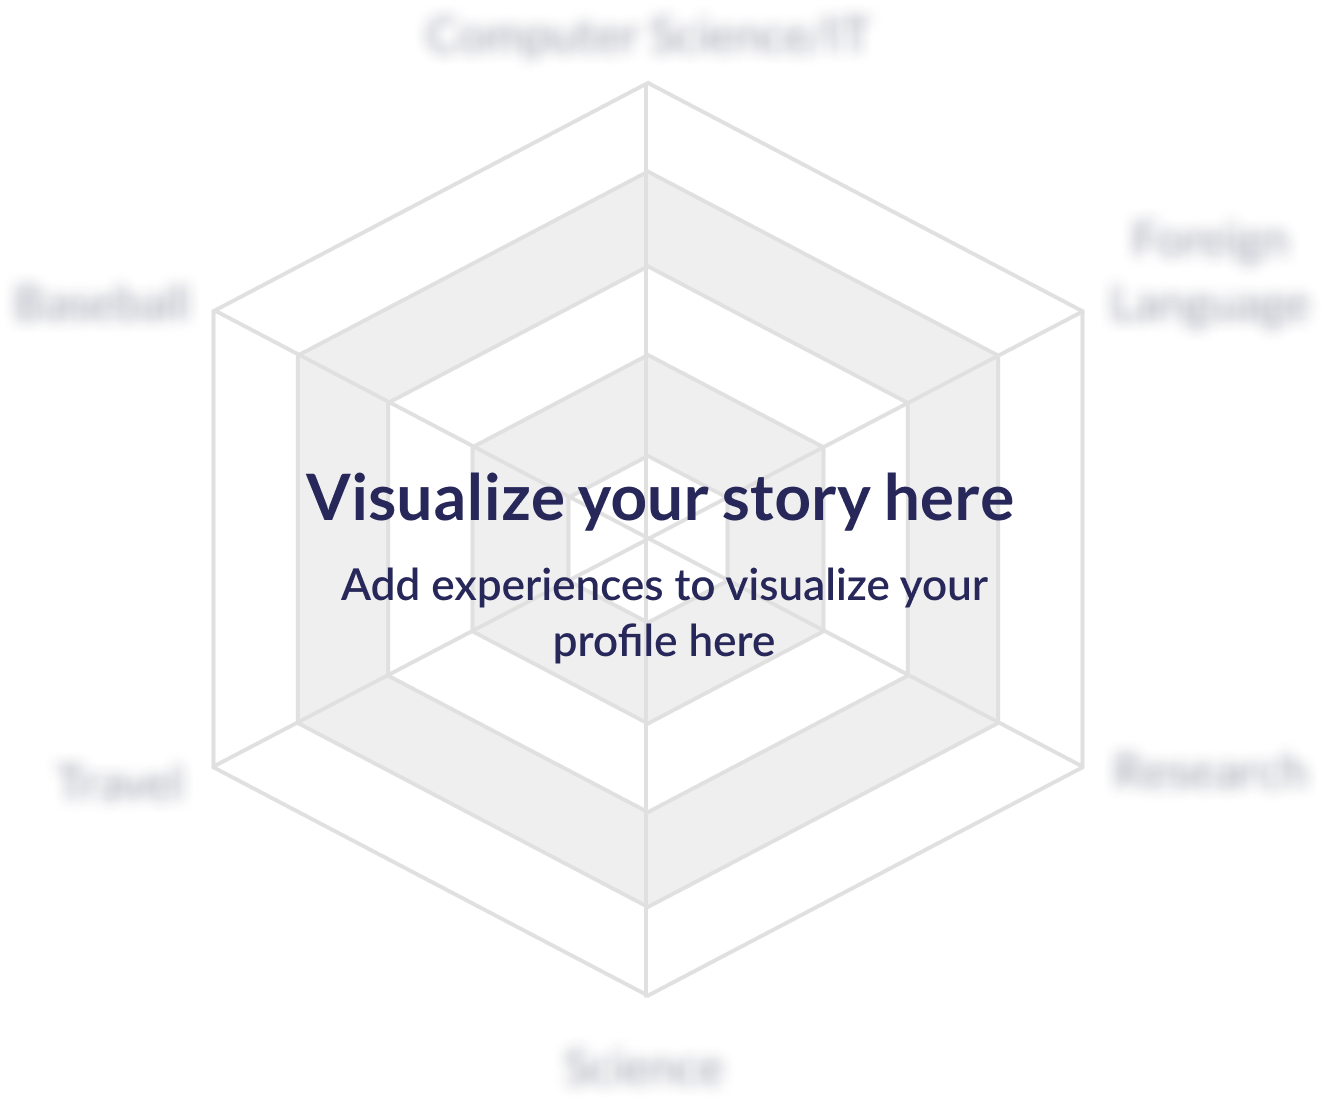 Computer Science/IT
Foreign
Language
Baseball
Visualize your story here
Add experiences to visualize your
profile here
Travel
Research
Science